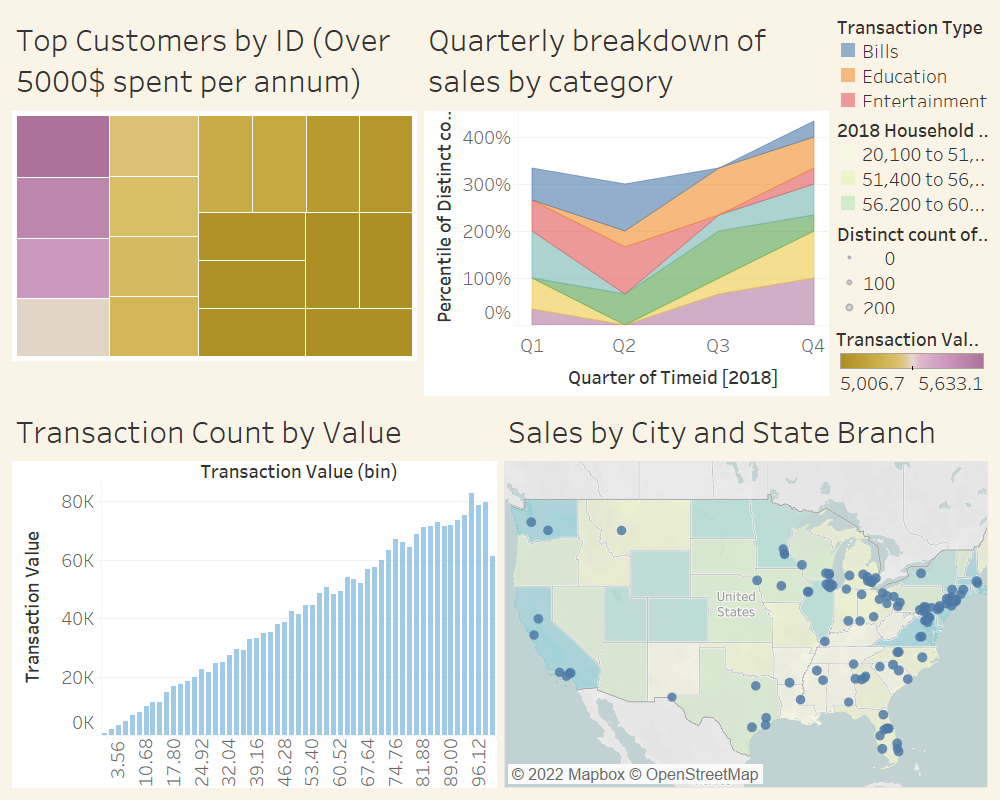 Top Customers by ID (Over
5000$ spent per annum)
Quarterly breakdown of
sales by category
Percentile of Distinct co..
400%
300%
200%
100%
0%
Q1
Q2
Q3
Q4
Quarter of Timeid [2018]
Transaction Type
Bills
Education
Entertainment
2018 Household ..
20,100 to 51,..
51,400 to 56,..
56.200 to 60...
Distinct count of..
0
100
200
Transaction Val..
5,006.7 5,633.1
Transaction Count by Value
Transaction Value (bin)
Transaction Value
80K
60K
40K
20K
0K
3.56
10.68
17.80
24.92
32.04
39.16
46.28
53.40
60.52
67.64
74.76
81.88
89.00
96.12
Sales by City and State Branch
United
States
© 2022 Mapbox © OpenStreetMap